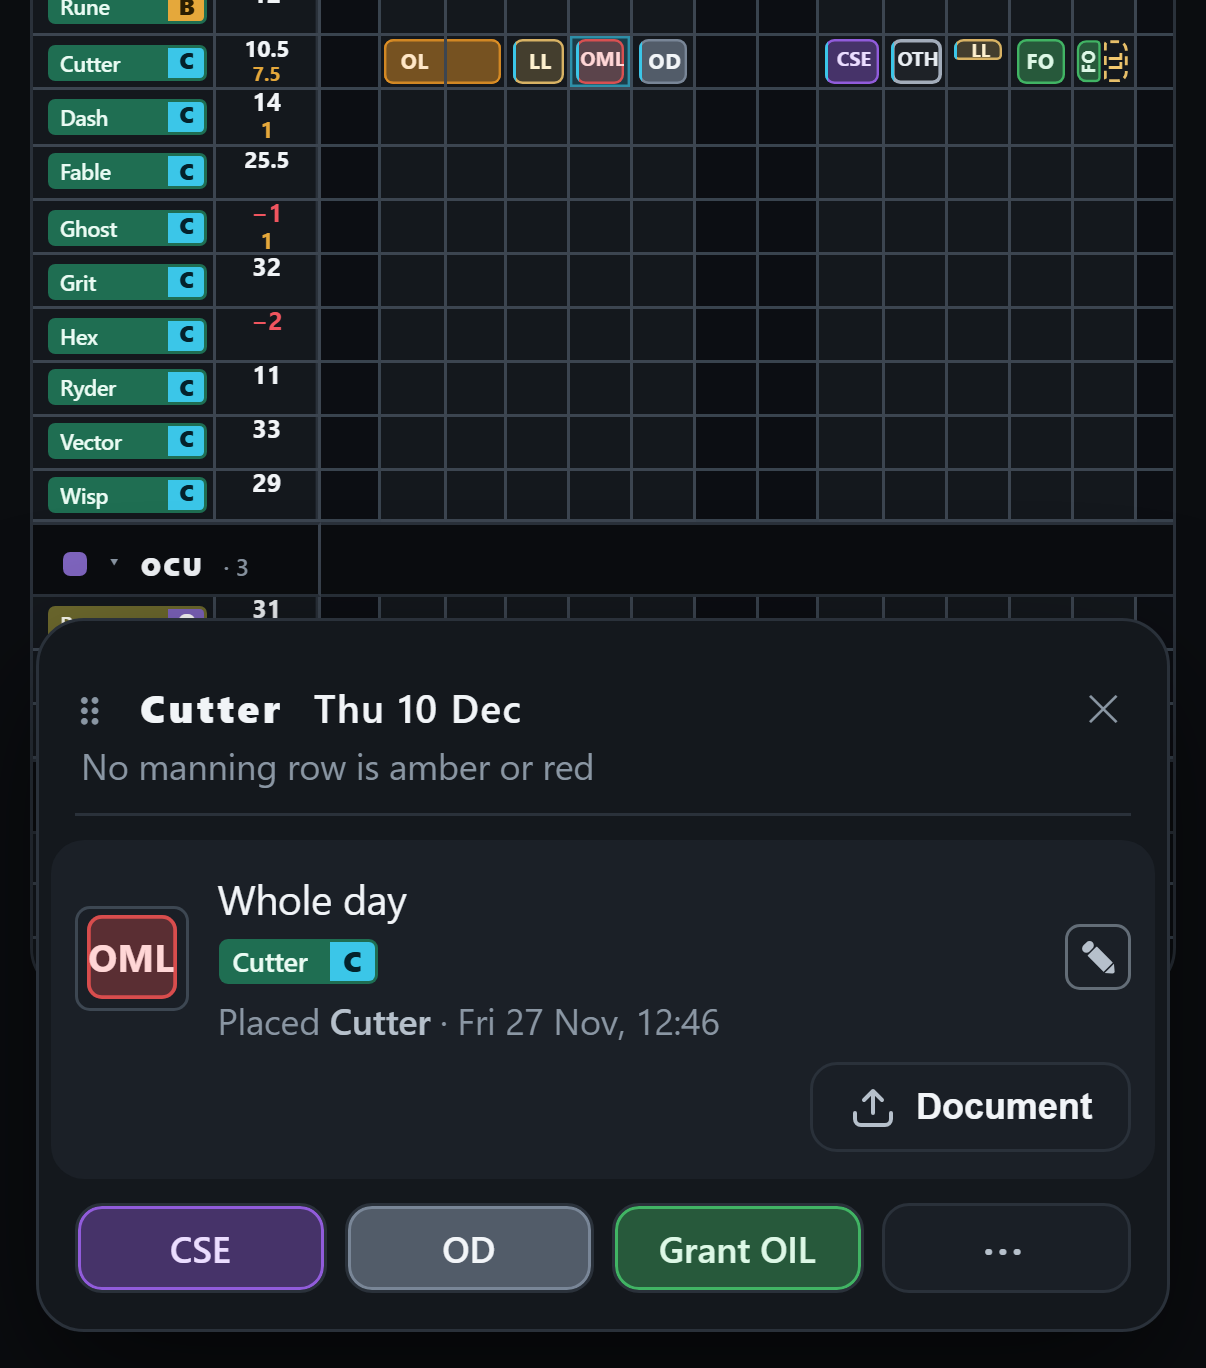 Rune B
Cutter C 10.5 OL LL OML OD CSE OTH LL FO FO LL
7.5
Dash C 14
1
Fable C 25.5
Ghost C −1
1
Grit C 32
Hex C −2
Ryder C 11
Vector C 33
Wisp C 29
▾ OCU · 3
31
Cutter Thu 10 Dec
No manning row is amber or red
OML Whole day
Cutter C
Placed Cutter · Fri 27 Nov, 12:46
Document
CSE OD Grant OIL ...